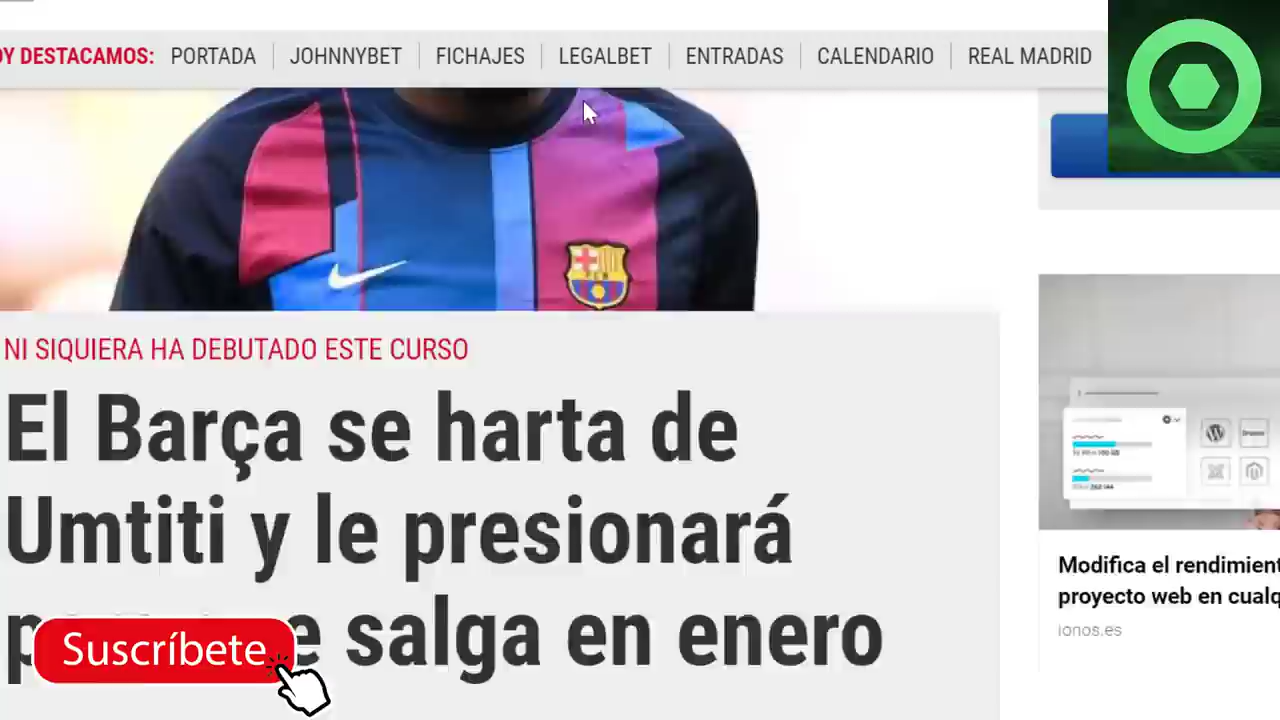 OY DESTACAMOS: PORTADA JOHNNYBET FICHAJES LEGALBET ENTRADAS CALENDARIO REAL MADRID
NI SIQUIERA HA DEBUTADO ESTE CURSO
El Barça se harta de
Umtiti y le presionará
p e salga en enero
Suscríbete
Modifica el rendimient
proyecto web en cualq
ionos.es